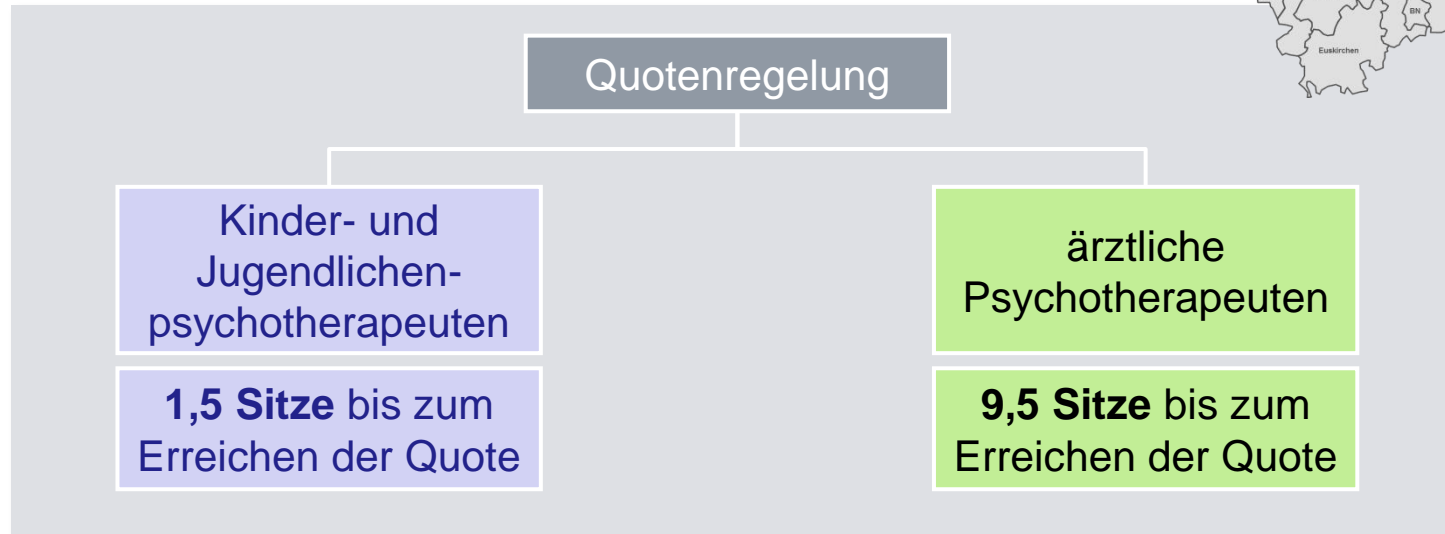 BN
Euskirchen
Quotenregelung
Kinder- und
Jugendlichen-
psychotherapeuten
1,5 Sitze bis zum
Erreichen der Quote
ärztliche
Psychotherapeuten
9,5 Sitze bis zum
Erreichen der Quote